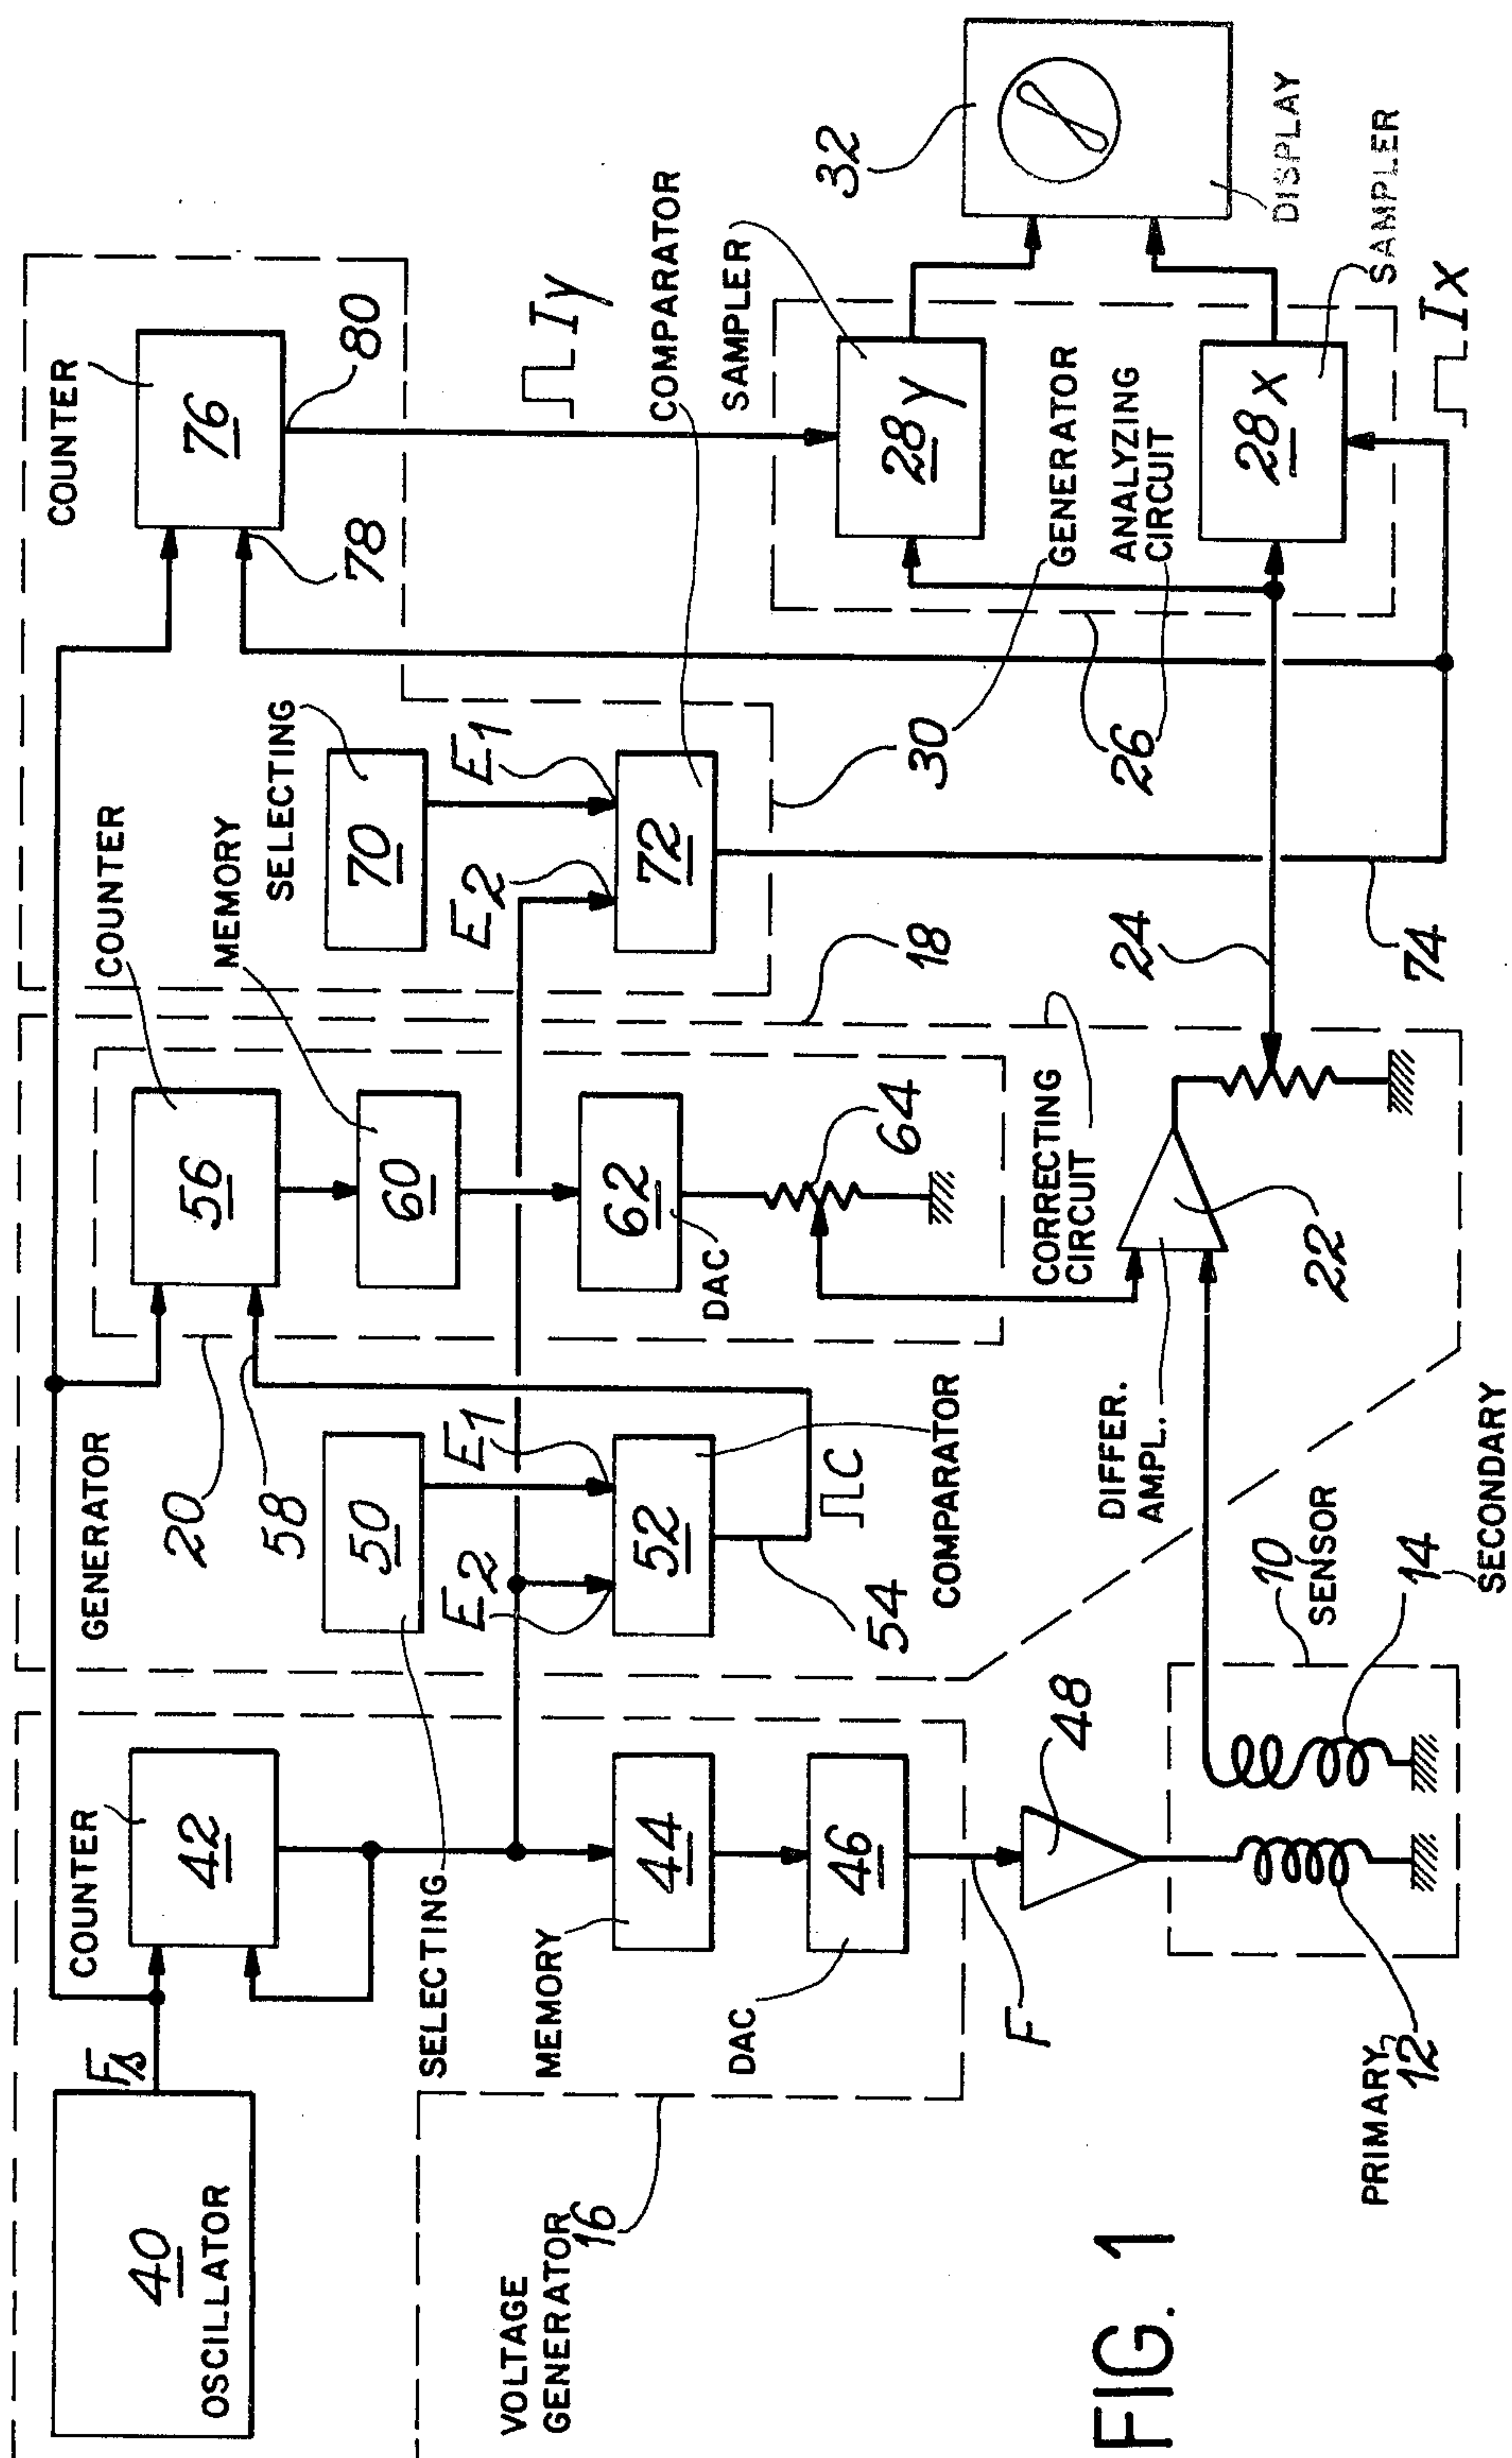 40
OSCILLATOR
Fs
COUNTER
42
VOLTAGE
GENERATOR
16
SELECTING
MEMORY
44
DAC
46
F
48
PRIMARY
12
10
SENSOR
14
SECONDARY
GENERATOR
20
58
50
E1
E2
52
54
C
COMPARATOR
COUNTER
56
MEMORY
60
62
DAC
64
CORRECTING
CIRCUIT
DIFFER.
AMPL.
22
18
24
74
SELECTING
70
E1
E2
72
30
GENERATOR
26
ANALYZING
CIRCUIT
COUNTER
76
78
80
Iy
COMPARATOR
SAMPLER
28y
28x
SAMPLER
Ix
32
DISPLAY
FIG. 1